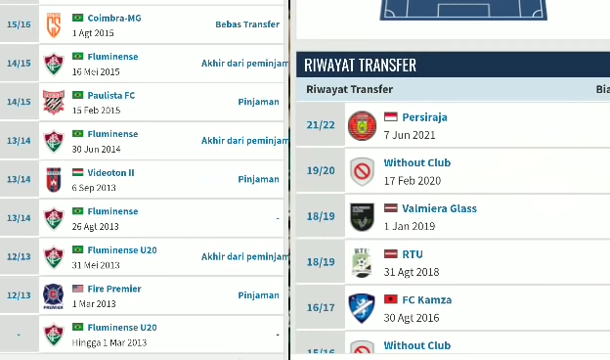 15/16 Coimbra-MG Bebas Transfer
1 Agt 2015
14/15 Fluminense Akhir dari peminjam
16 Mei 2015
14/15 Paulista FC Pinjaman
15 Feb 2015
13/14 Fluminense Akhir dari peminjam
30 Jun 2014
13/14 Videoton II Pinjaman
6 Sep 2013
13/14 Fluminense -
26 Agt 2013
12/13 Fluminense U20 Akhir dari peminjam
31 Mei 2013
12/13 Fire Premier Pinjaman
1 Mar 2013
- Fluminense U20 -
Hingga 1 Mar 2013
RIWAYAT TRANSFER
Riwayat Transfer Bia
21/22 Persiraja
7 Jun 2021
19/20 Without Club
17 Feb 2020
18/19 Valmiera Glass
1 Jan 2019
18/19 RTU
31 Agt 2018
16/17 FC Kamza
30 Agt 2016
15/16 Without Club